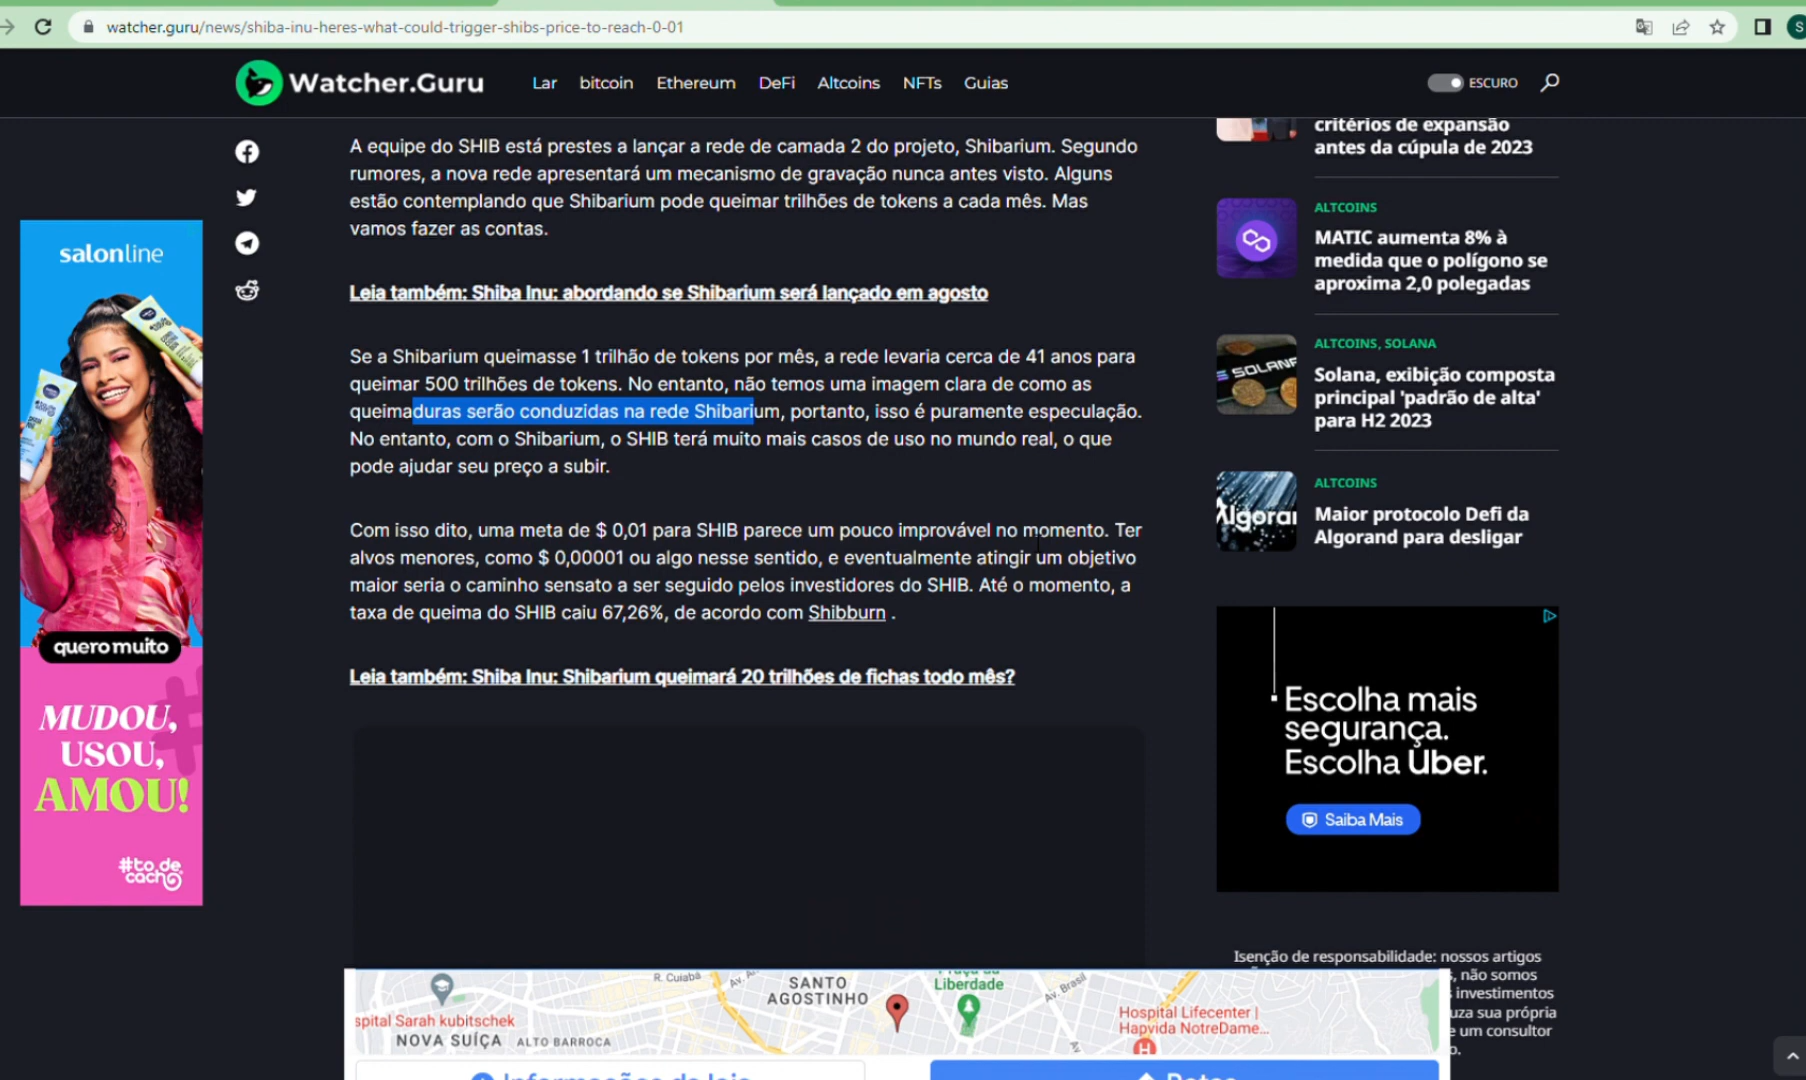 watcher.guru/news/shiba-inu-heres-what-could-trigger-shibs-price-to-reach-0-01
S
Watcher.Guru
Lar
bitcoin
Ethereum
DeFi
Altcoins
NFTs
Guias
ESCURO
A equipe do SHIB está prestes a lançar a rede de camada 2 do projeto, Shibarium. Segundo
rumores, a nova rede apresentará um mecanismo de gravação nunca antes visto. Alguns
estão contemplando que Shibarium pode queimar trilhões de tokens a cada mês. Mas
vamos fazer as contas.
Leia também: Shiba Inu: abordando se Shibarium será lançado em agosto
Se a Shibarium queimasse 1 trilhão de tokens por mês, a rede levaria cerca de 41 anos para
queimar 500 trilhões de tokens. No entanto, não temos uma imagem clara de como as
queimaduras serão conduzidas na rede Shibarium, portanto, isso é puramente especulação.
No entanto, com o Shibarium, o SHIB terá muito mais casos de uso no mundo real, o que
pode ajudar seu preço a subir.
Com isso dito, uma meta de $ 0,01 para SHIB parece um pouco improvável no momento. Ter
alvos menores, como $ 0,00001 ou algo nesse sentido, e eventualmente atingir um objetivo
maior seria o caminho sensato a ser seguido pelos investidores do SHIB. Até o momento, a
taxa de queima do SHIB caiu 67,26%, de acordo com Shibburn .
Leia também: Shiba Inu: Shibarium queimará 20 trilhões de fichas todo mês?
critérios de expansão
antes da cúpula de 2023
ALTCOINS
MATIC aumenta 8% à
medida que o polígono se
aproxima 2,0 polegadas
SOLANA
ALTCOINS, SOLANA
Solana, exibição composta
principal 'padrão de alta'
para H2 2023
Algoran
ALTCOINS
Maior protocolo Defi da
Algorand para desligar
salonline
quero muito
MUDOU,
USOU,
AMOU!
#to.de
cacho
Escolha mais
segurança.
Escolha Uber.
Saiba Mais
Isenção de responsabilidade: nossos artigos
, não somos
investimentos
uza sua própria
e um consultor
o.
R. Cuiabá
SANTO
AGOSTINHO
Praça da
Liberdade
Av. Brasil
spital Sarah kubitschek
NOVA SUÍÇA
ALTO BARROCA
Hospital Lifecenter |
Hapvida NotreDame...
H
Informações da loja
Rotas